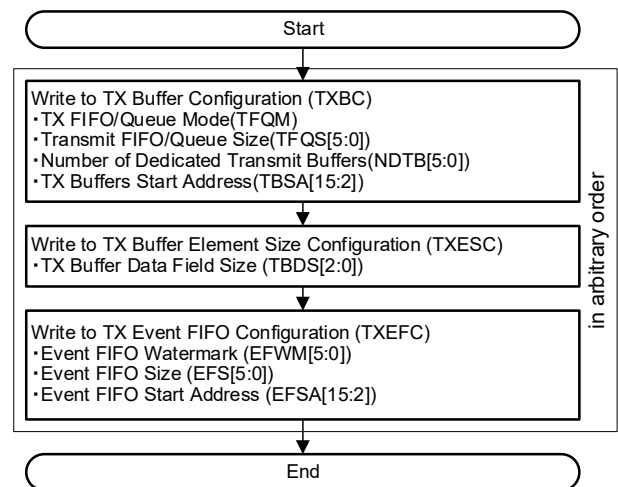 Start
Write to TX Buffer Configuration (TXBC)
・TX FIFO/Queue Mode(TFQM)
・Transmit FIFO/Queue Size(TFQS[5:0])
・Number of Dedicated Transmit Buffers(NDTB[5:0])
・TX Buffers Start Address(TBSA[15:2])
Write to TX Buffer Element Size Configuration (TXESC)
・TX Buffer Data Field Size (TBDS[2:0])
Write to TX Event FIFO Configuration (TXEFC)
・Event FIFO Watermark (EFWM[5:0])
・Event FIFO Size (EFS[5:0])
・Event FIFO Start Address (EFSA[15:2])
in arbitrary order
End